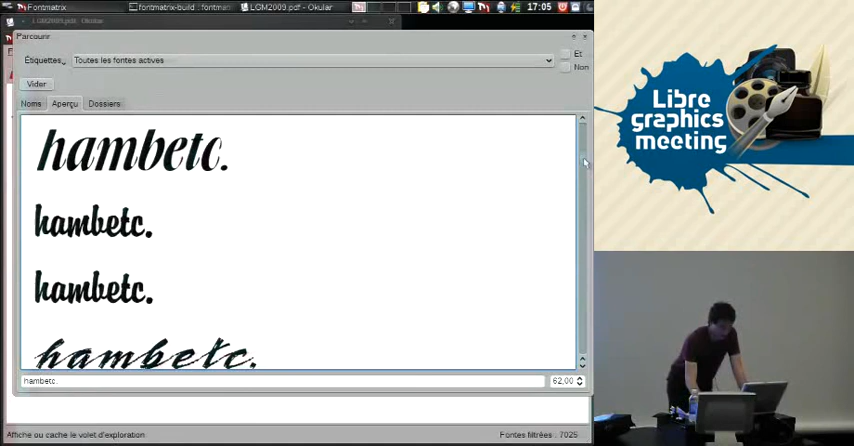 Fontmatrix
fontmatrix-build : fontma
LGM2009.pdf - Okular
17:05
LGM2009.pdf - Okular
Parcourir
Étiquettes
Toutes les fontes actives
Et
Non
Vider
Noms
Aperçu
Dossiers
hambetc.
hambetc.
hambetc.
hambetc.
hambetc.
62,00
Affiche ou cache le volet d'exploration
Fontes filtrées : 7025
Libre
graphics
meeting